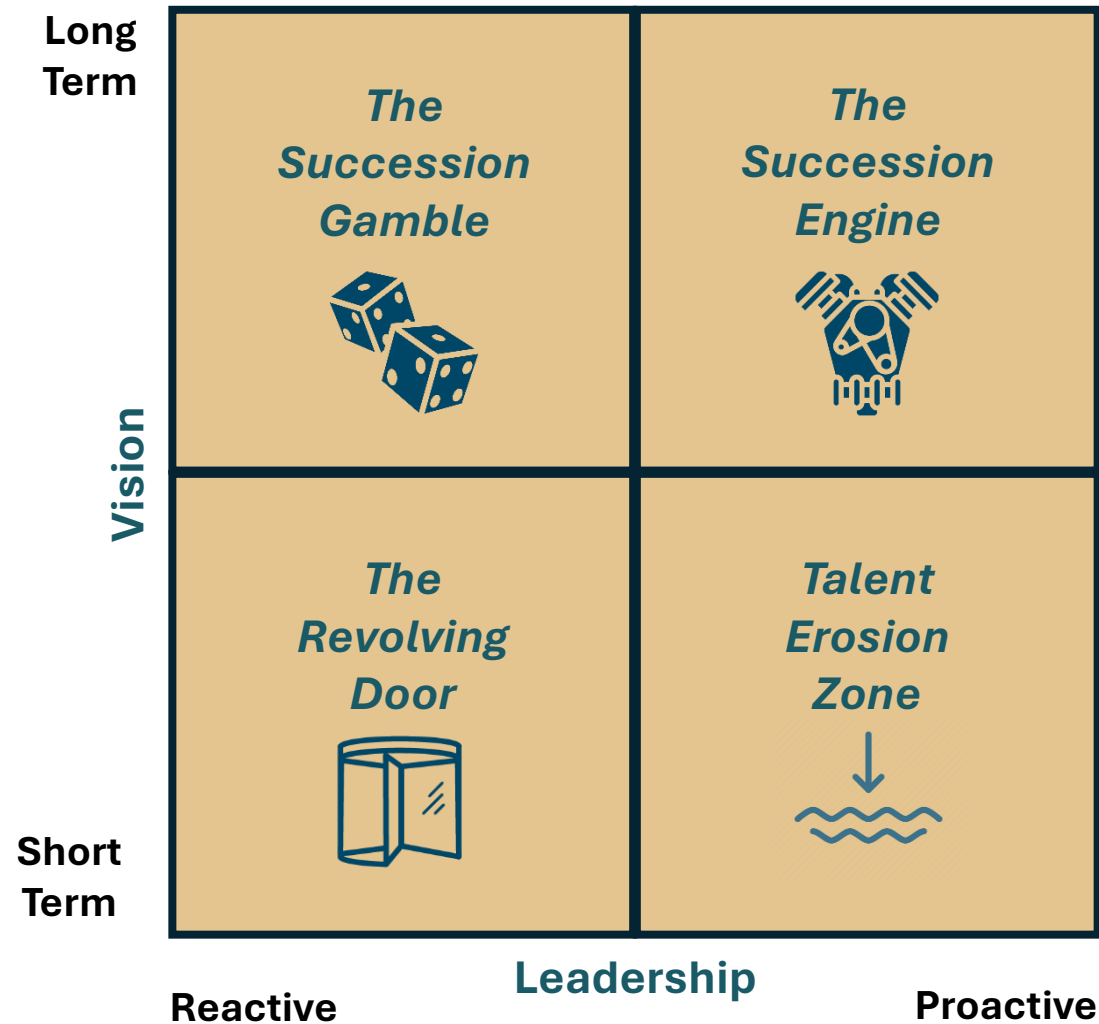 Long
Term
The
Succession
Gamble
The
Succession
Engine
Vision
The
Revolving
Door
Talent
Erosion
Zone
Short
Term
Leadership
Reactive
Proactive